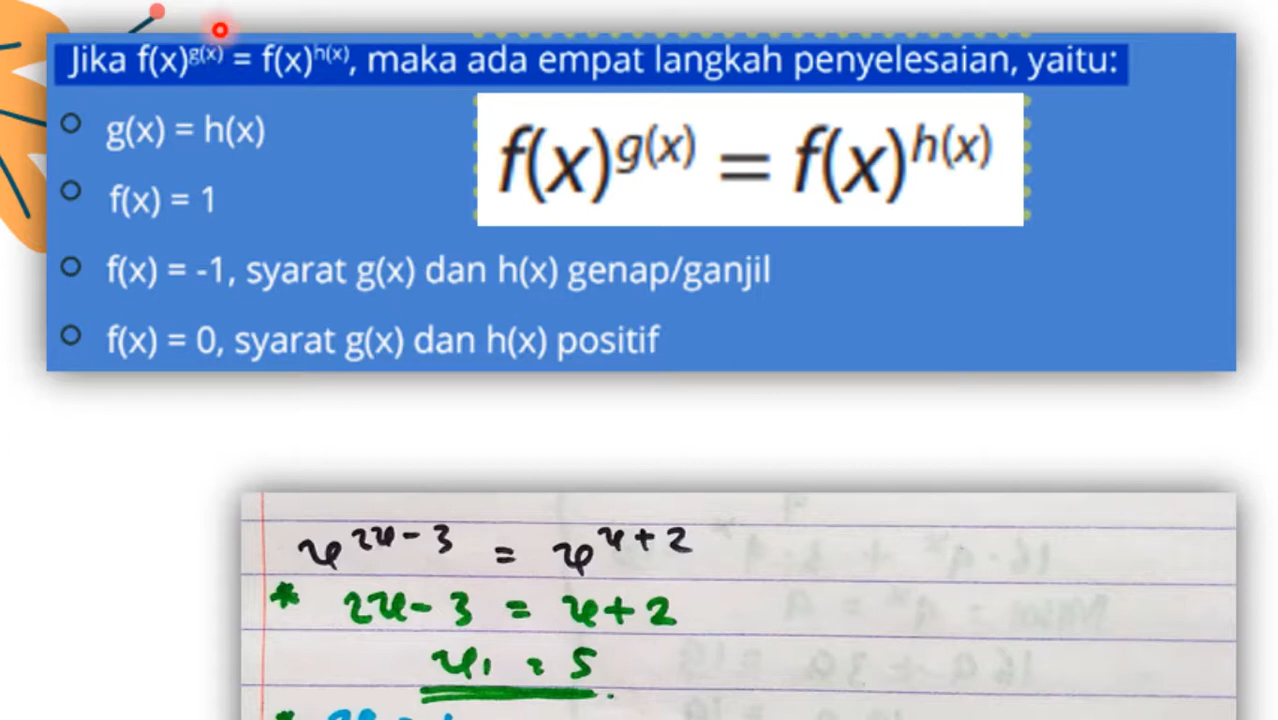 Jika f(x)^g(x) = f(x)^h(x), maka ada empat langkah penyelesaian, yaitu:
g(x) = h(x)
f(x)^g(x) = f(x)^h(x)
f(x) = 1
f(x) = -1, syarat g(x) dan h(x) genap/ganjil
f(x) = 0, syarat g(x) dan h(x) positif
x^2x-3 = x^x+2
* 2x-3 = x+2
x₁ = 5